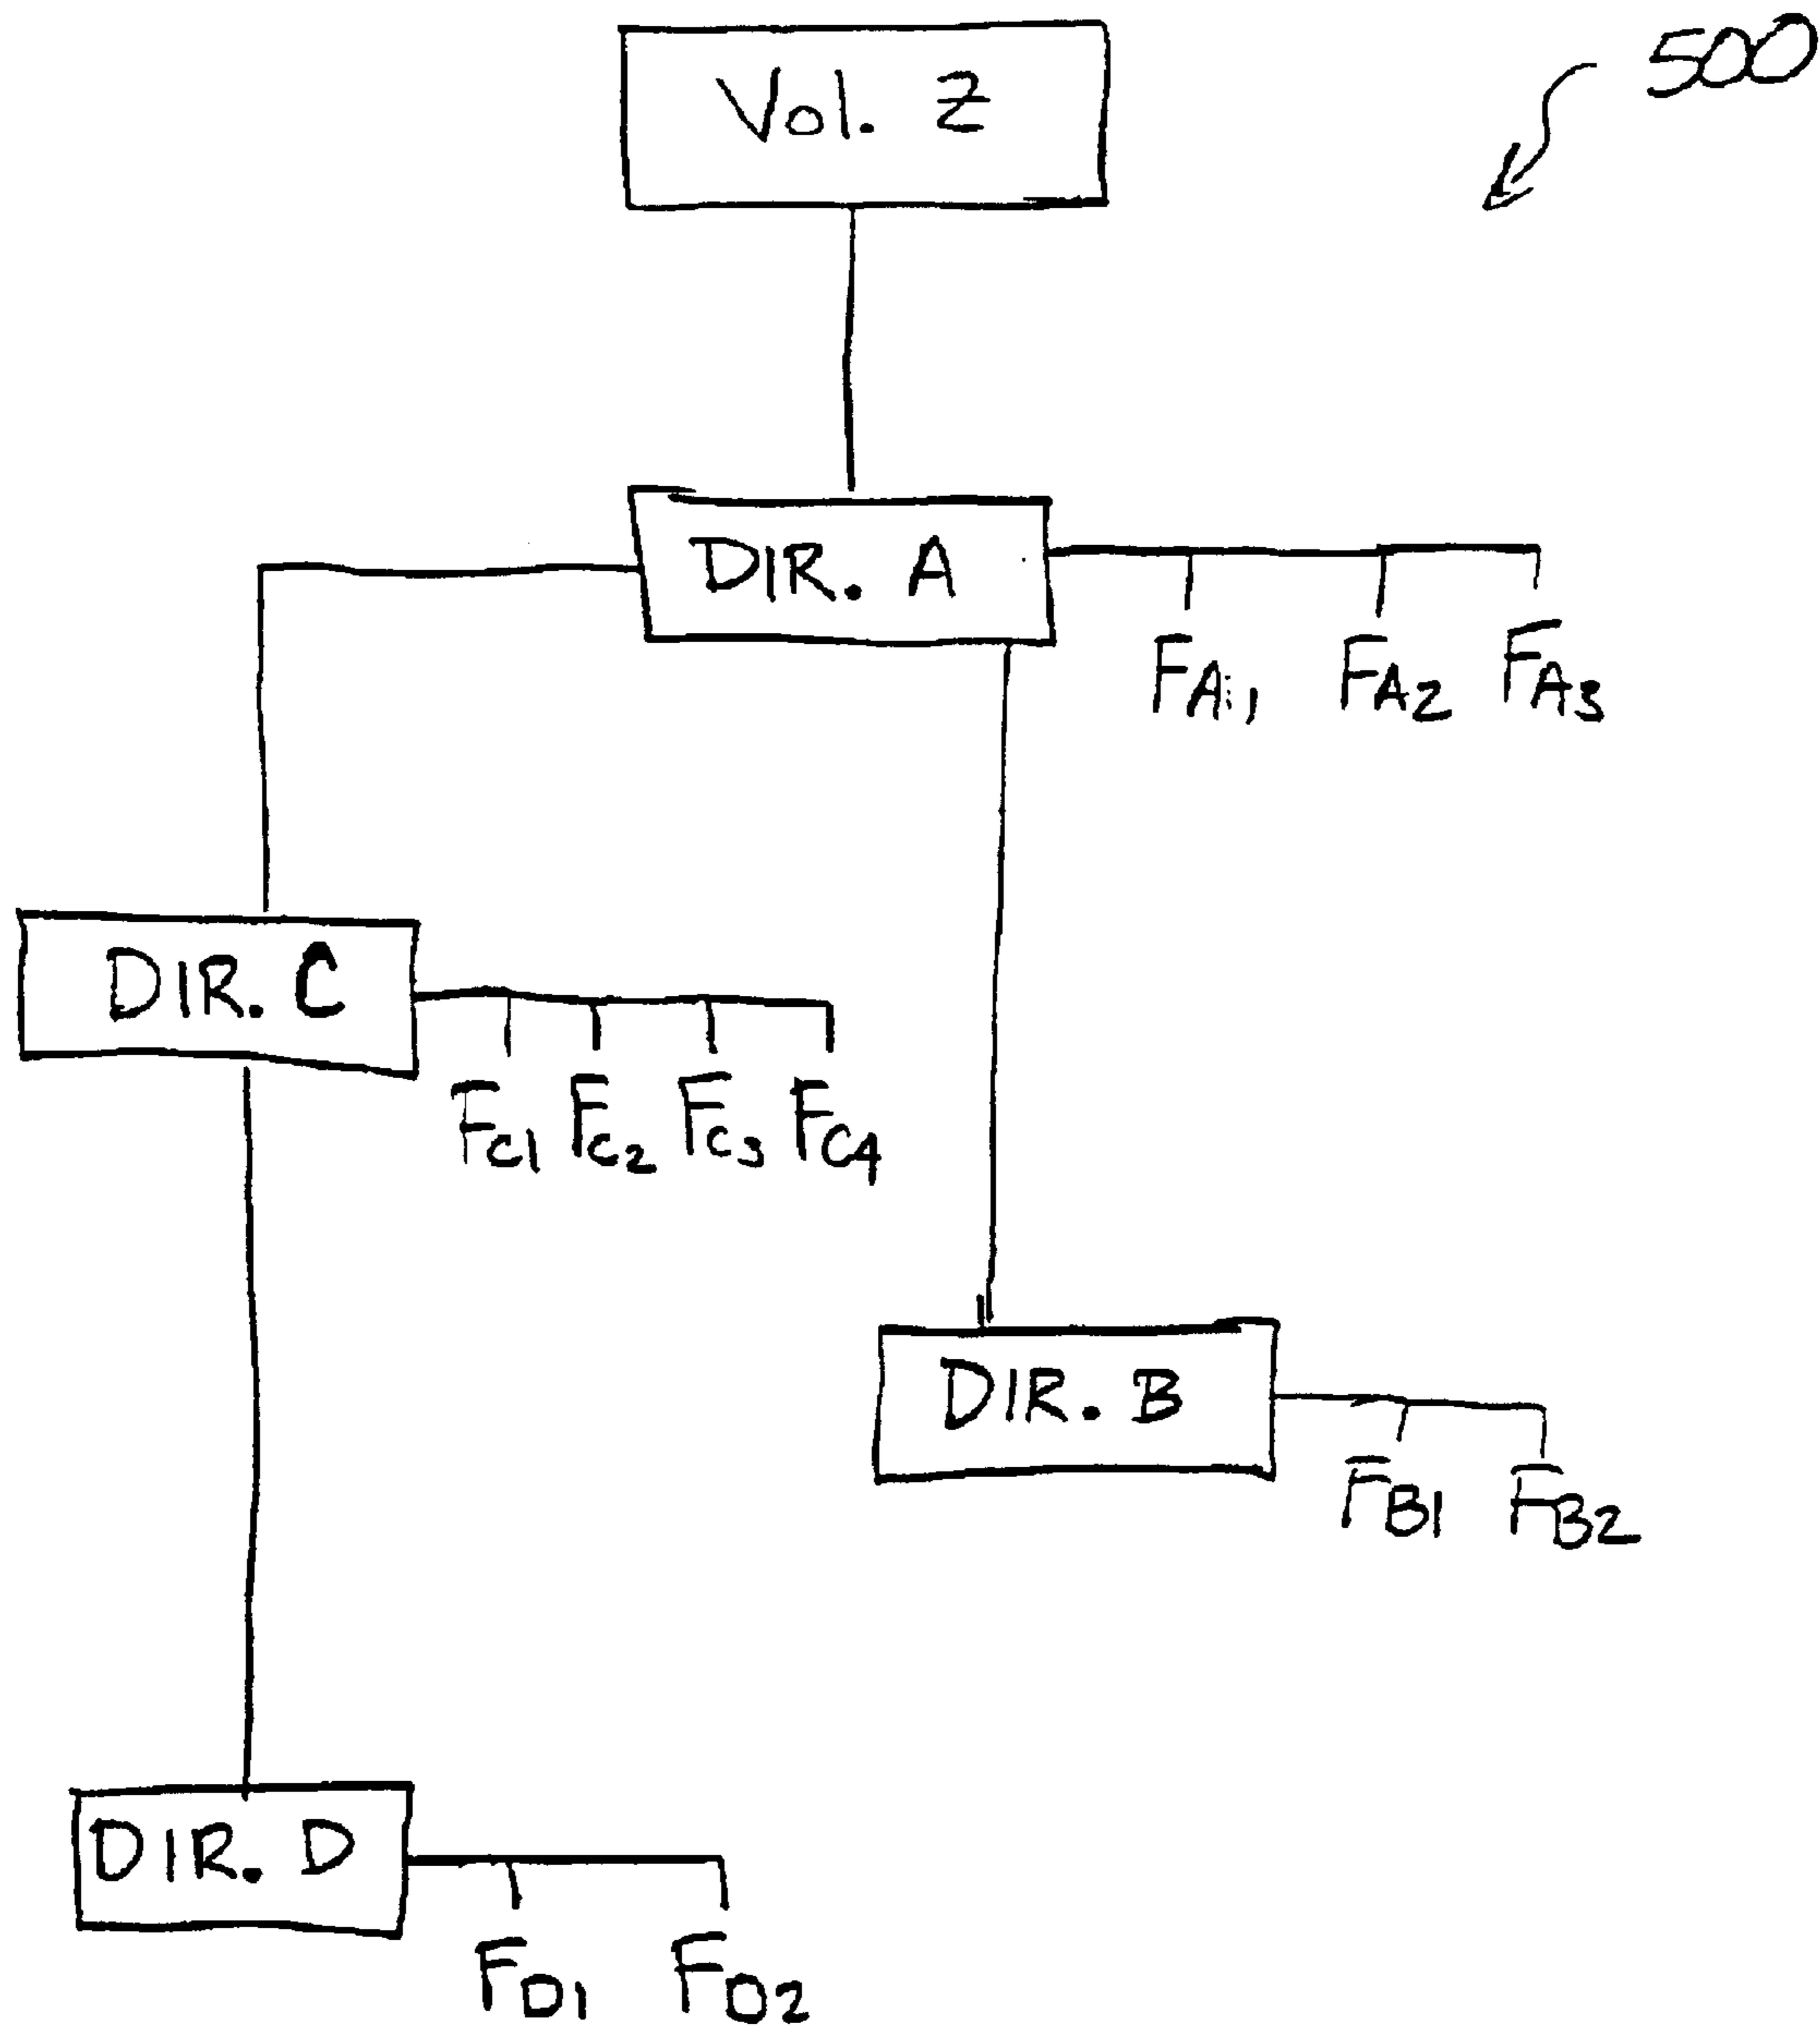 500
Vol. Z
DIR. A
FA1 FA2 FA3
DIR. C
FC1 FC2 FC3 FC4
DIR. B
FB1 FB2
DIR. D
FD1 FD2